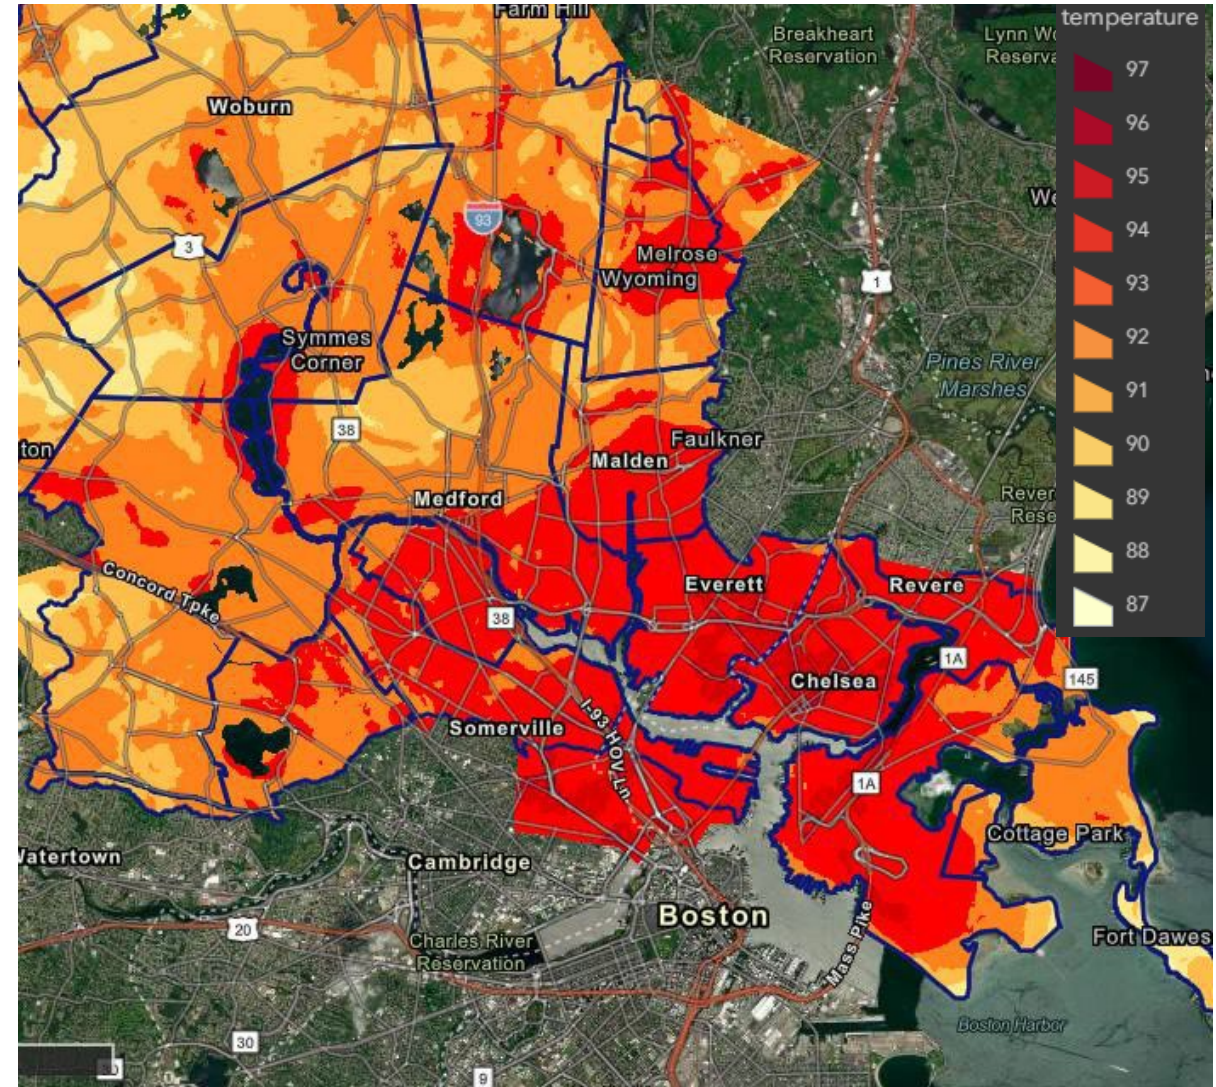 Farm Hill
temperature
Breakheart
Reservation
97
Woburn
96
95
93
94
3
Melrose
Wyoming
1
93
Symmes
Corner
92
Pines River
Marshes
91
38
Faulkner
90
Malden
Medford
89
88
Concord Tpke
Everett
Revere
87
38
1A
Chelsea
145
Somerville
I-93 HOV Ln
1A
Cottage Park
Cambridge
Boston
20
Charles River
Reservation
Mass Pike
Fort Dawes
Boston Harbor
30
9